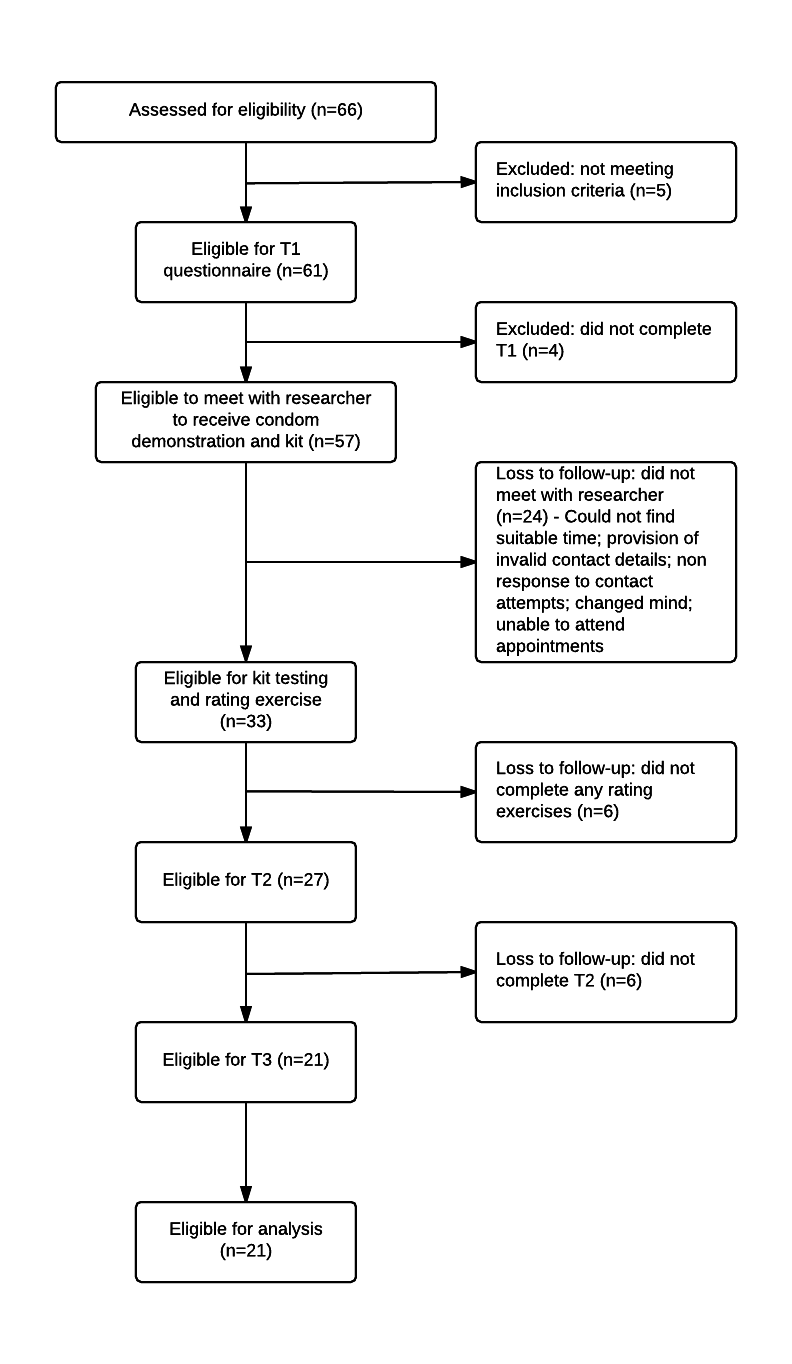 Assessed for eligibility (n=66)
Excluded: not meeting
inclusion criteria (n=5)
Eligible for T1
questionnaire (n=61)
Excluded: did not complete
T1 (n=4)
Eligible to meet with researcher
to receive condom
demonstration and kit (n=57)
Loss to follow-up: did not
meet with researcher
(n=24) - Could not find
suitable time; provision of
invalid contact details; non
response to contact
attempts; changed mind;
unable to attend
appointments
Eligible for kit testing
and rating exercise
(n=33)
Loss to follow-up: did not
complete any rating
exercises (n=6)
Eligible for T2 (n=27)
Loss to follow-up: did not
complete T2 (n=6)
Eligible for T3 (n=21)
Eligible for analysis
(n=21)